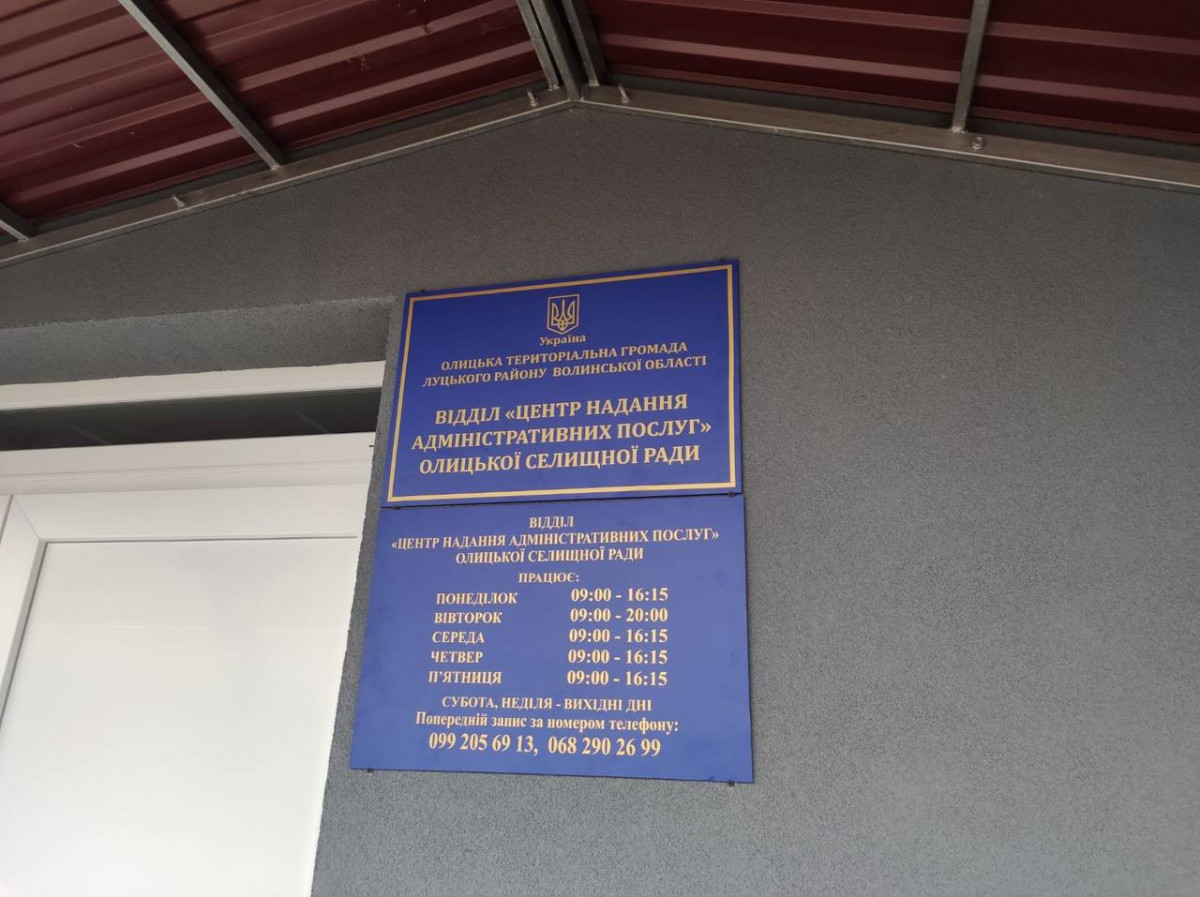 Україна
ОЛИЦЬКА ТЕРИТОРІАЛЬНА ГРОМАДА
ЛУЦЬКОГО РАЙОНУ ВОЛИНСЬКОЇ ОБЛАСТІ
ВІДДІЛ «ЦЕНТР НАДАННЯ
АДМІНІСТРАТИВНИХ ПОСЛУГ»
ОЛИЦЬКОЇ СЕЛИЩНОЇ РАДИ
ВІДДІЛ
«ЦЕНТР НАДАННЯ АДМІНІСТРАТИВНИХ ПОСЛУГ»
ОЛИЦЬКОЇ СЕЛИЩНОЇ РАДИ
ПРАЦЮЄ:
ПОНЕДІЛОК 09:00 - 16:15
ВІВТОРОК 09:00 - 20:00
СЕРЕДА 09:00 - 16:15
ЧЕТВЕР 09:00 - 16:15
П'ЯТНИЦЯ 09:00 - 16:15
СУБОТА, НЕДІЛЯ - ВИХІДНІ ДНІ
Попередній запис за номером телефону:
099 205 69 13, 068 290 26 99